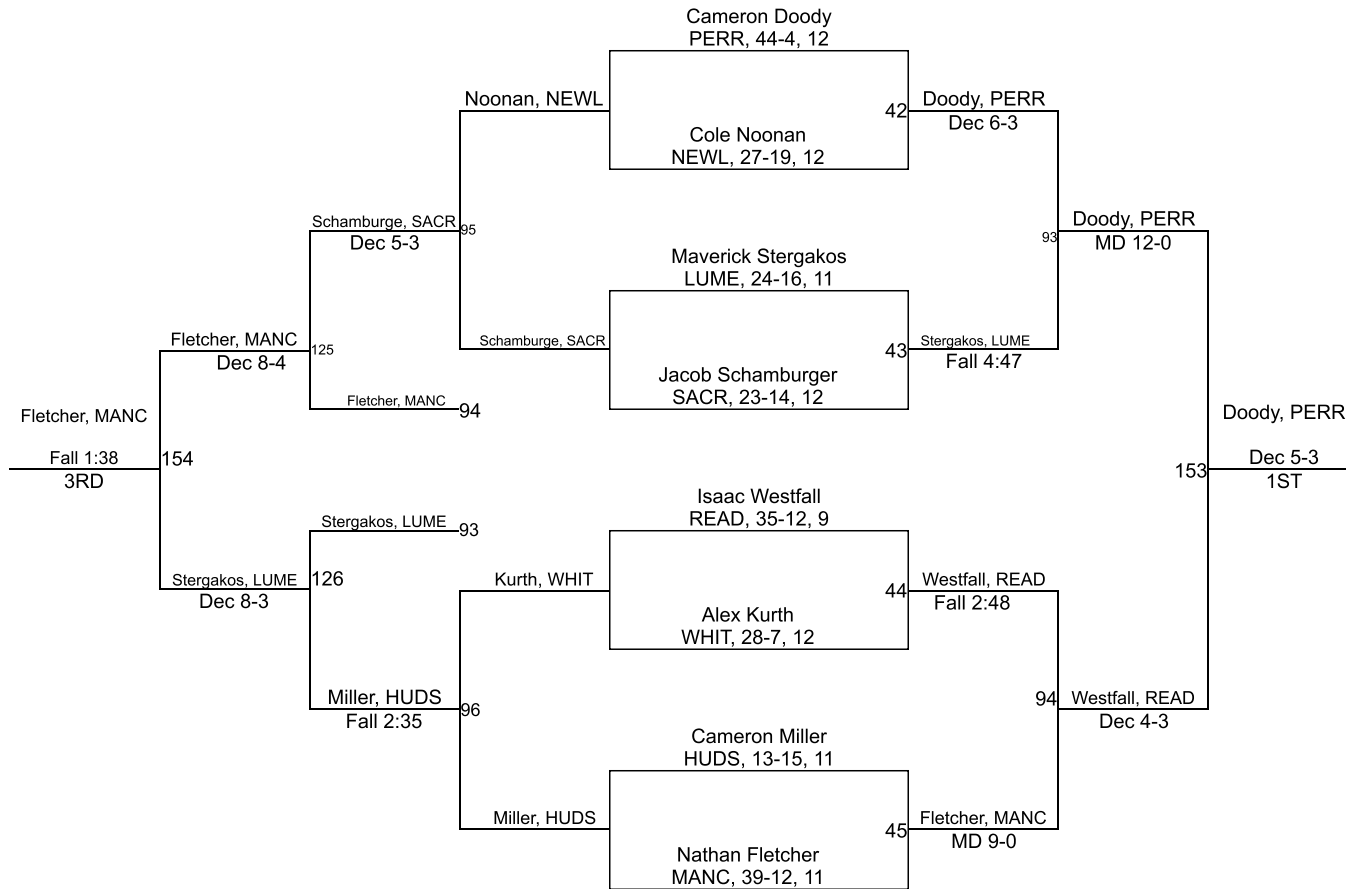 Cameron Doody
PERR, 44-4, 12
Noonan, NEWL
42
Doody, PERR
Dec 6-3
Cole Noonan
NEWL, 27-19, 12
Schamburge, SACR
95
Dec 5-3
93
Doody, PERR
MD 12-0
Maverick Stergakos
LUME, 24-16, 11
Fletcher, MANC
125
Dec 8-4
Schamburge, SACR
43
Stergakos, LUME
Fall 4:47
Jacob Schamburger
SACR, 23-14, 12
Fletcher, MANC
94
Fletcher, MANC
Doody, PERR
Fall 1:38
154
3RD
153
Dec 5-3
1ST
Isaac Westfall
READ, 35-12, 9
Stergakos, LUME
93
Stergakos, LUME
126
Dec 8-3
Kurth, WHIT
44
Westfall, READ
Fall 2:48
Alex Kurth
WHIT, 28-7, 12
Miller, HUDS
96
Fall 2:35
94
Westfall, READ
Dec 4-3
Cameron Miller
HUDS, 13-15, 11
Miller, HUDS
45
Fletcher, MANC
MD 9-0
Nathan Fletcher
MANC, 39-12, 11